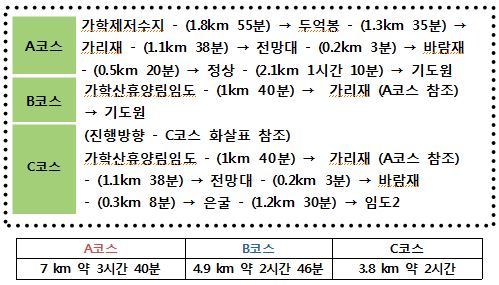 A코스
가학제저수지 - (1.8km 55분) → 두억봉 - (1.3km 35분) →
가리재 - (1.1km 38분) → 전망대 - (0.2km 3분) → 바람재
- (0.5km 20분) → 정상 - (2.1km 1시간 10분) → 기도원
B코스
가학산휴양림임도 - (1km 40분) → 가리재 (A코스 참조)
→ 기도원
C코스
(진행방향 - C코스 화살표 참조)
가학산휴양림임도 - (1km 40분) → 가리재 (A코스 참조)
- (1.1km 38분) → 전망대 - (0.2km 3분) → 바람재
- (0.3km 8분) → 은굴 - (1.2km 30분) → 임도2
A코스 B코스 C코스
7 km 약 3시간 40분 4.9 km 약 2시간 46분 3.8 km 약 2시간